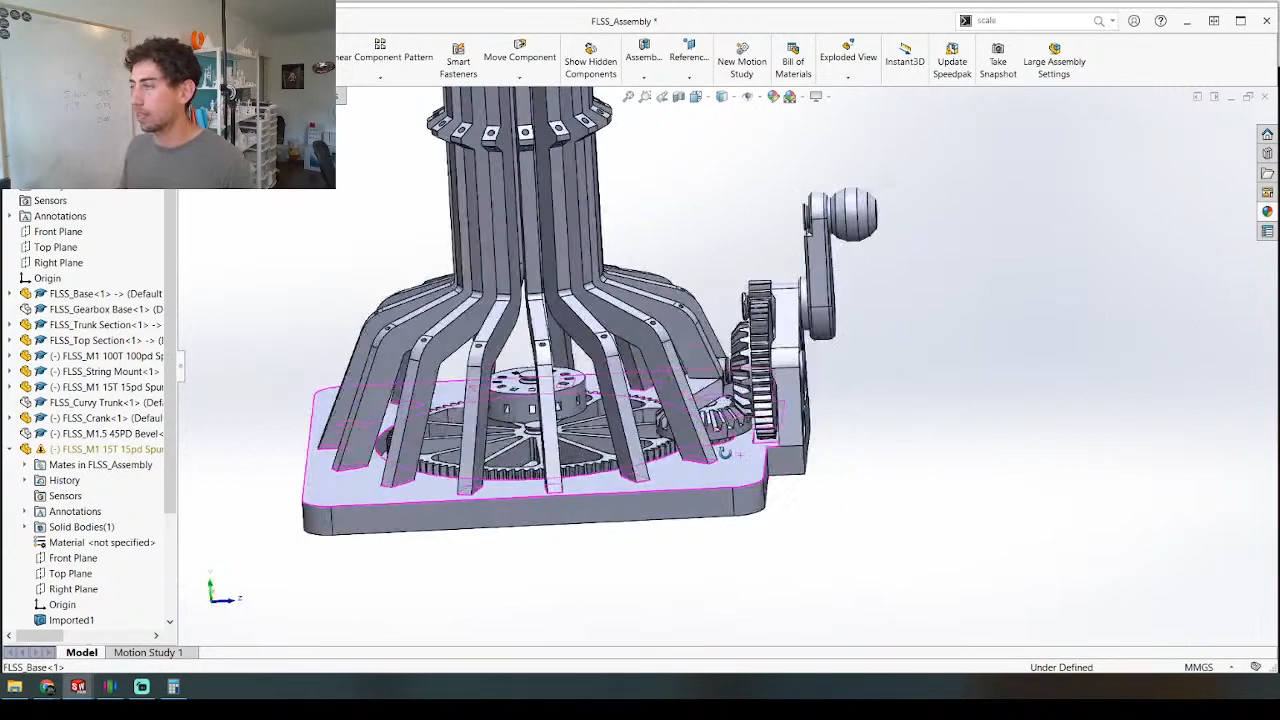 FLSS_Assembly *
scale
near Component Pattern
Smart Fasteners
Move Component
Show Hidden Components
Assemb...
Referenc...
New Motion Study
Bill of Materials
Exploded View
Instant3D
Update Speedpak
Take Snapshot
Large Assembly Settings
Sensors
Annotations
Front Plane
Top Plane
Right Plane
Origin
FLSS_Base<1> -> (Default
FLSS_Gearbox Base<1> (D
FLSS_Trunk Section<1> ->
FLSS_Top Section<1> -> (
(-) FLSS_M1 100T 100pd Sp
FLSS_String Mount<1> (
(-) FLSS_M1 15T 15pd Spur
FLSS_Curvy Trunk<1> (Def
(-) FLSS_Crank<1> (Default
(-) FLSS_M1.5 45PD Bevel<
(-) FLSS_M1 15T 15pd Spur
Mates in FLSS_Assembly
History
Sensors
Annotations
Solid Bodies(1)
Material <not specified>
Front Plane
Top Plane
Right Plane
Origin
Imported1
Y
Z
Model
Motion Study 1
FLSS_Base<1>
Under Defined
MMGS